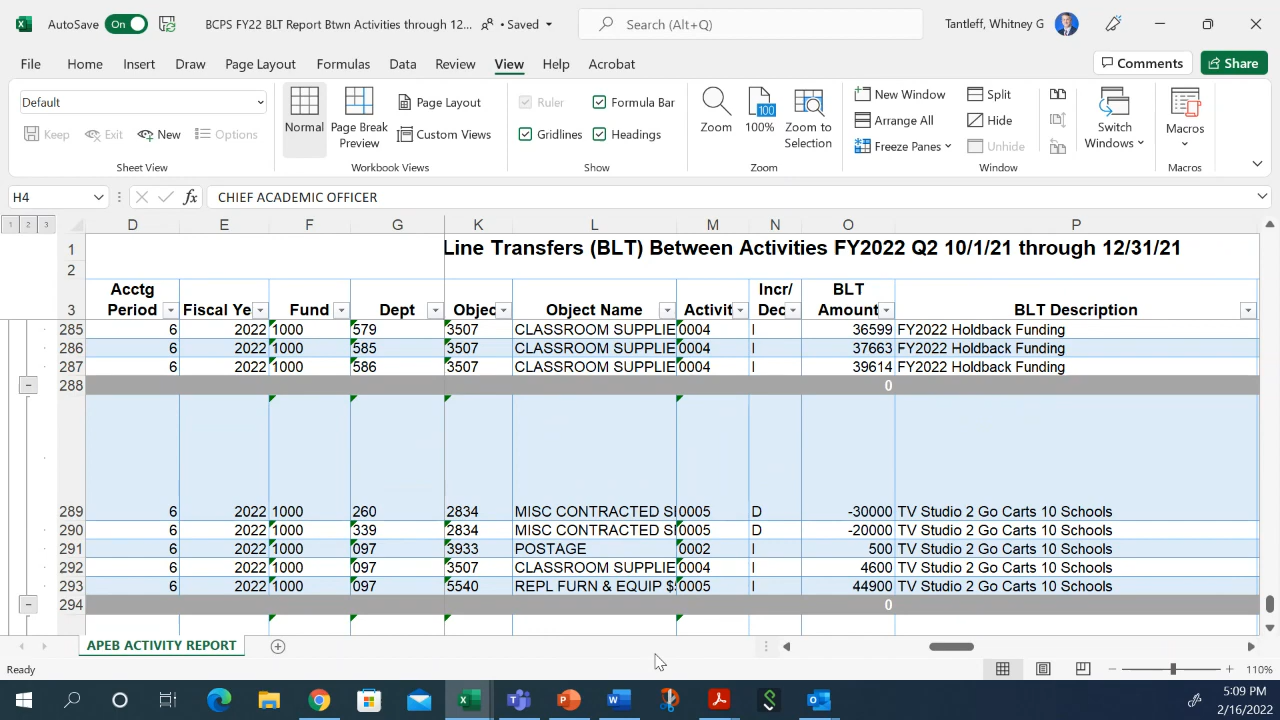 AutoSave On BCPS FY22 BLT Report Btwn Activities through 12... • Saved Search (Alt+Q) Tantleff, Whitney G
File Home Insert Draw Page Layout Formulas Data Review View Help Acrobat Comments Share
Default Normal Page Break Preview Page Layout Ruler Formula Bar Zoom 100% Zoom to Selection New Window Split Switch Windows Macros
Keep Exit New Options Custom Views Gridlines Headings Arrange All Hide
Freeze Panes Unhide
Sheet View Workbook Views Show Zoom Window Macros
H4 fx CHIEF ACADEMIC OFFICER
1 2 3 D E F G K L M N O P
1 Line Transfers (BLT) Between Activities FY2022 Q2 10/1/21 through 12/31/21
2
Acctg Incr/ BLT
3 Period Fiscal Ye Fund Dept Objec Object Name Activit Dec Amount BLT Description
285 6 2022 1000 579 3507 CLASSROOM SUPPLIE 0004 I 36599 FY2022 Holdback Funding
286 6 2022 1000 585 3507 CLASSROOM SUPPLIE 0004 I 37663 FY2022 Holdback Funding
287 6 2022 1000 586 3507 CLASSROOM SUPPLIE 0004 I 39614 FY2022 Holdback Funding
288 0
289 6 2022 1000 260 2834 MISC CONTRACTED SI 0005 D -30000 TV Studio 2 Go Carts 10 Schools
290 6 2022 1000 339 2834 MISC CONTRACTED SI 0005 D -20000 TV Studio 2 Go Carts 10 Schools
291 6 2022 1000 097 3933 POSTAGE 0002 I 500 TV Studio 2 Go Carts 10 Schools
292 6 2022 1000 097 3507 CLASSROOM SUPPLIE 0004 I 4600 TV Studio 2 Go Carts 10 Schools
293 6 2022 1000 097 5540 REPL FURN & EQUIP $ 0005 I 44900 TV Studio 2 Go Carts 10 Schools
294 0
APEB ACTIVITY REPORT
Ready 110%
5:09 PM
2/16/2022